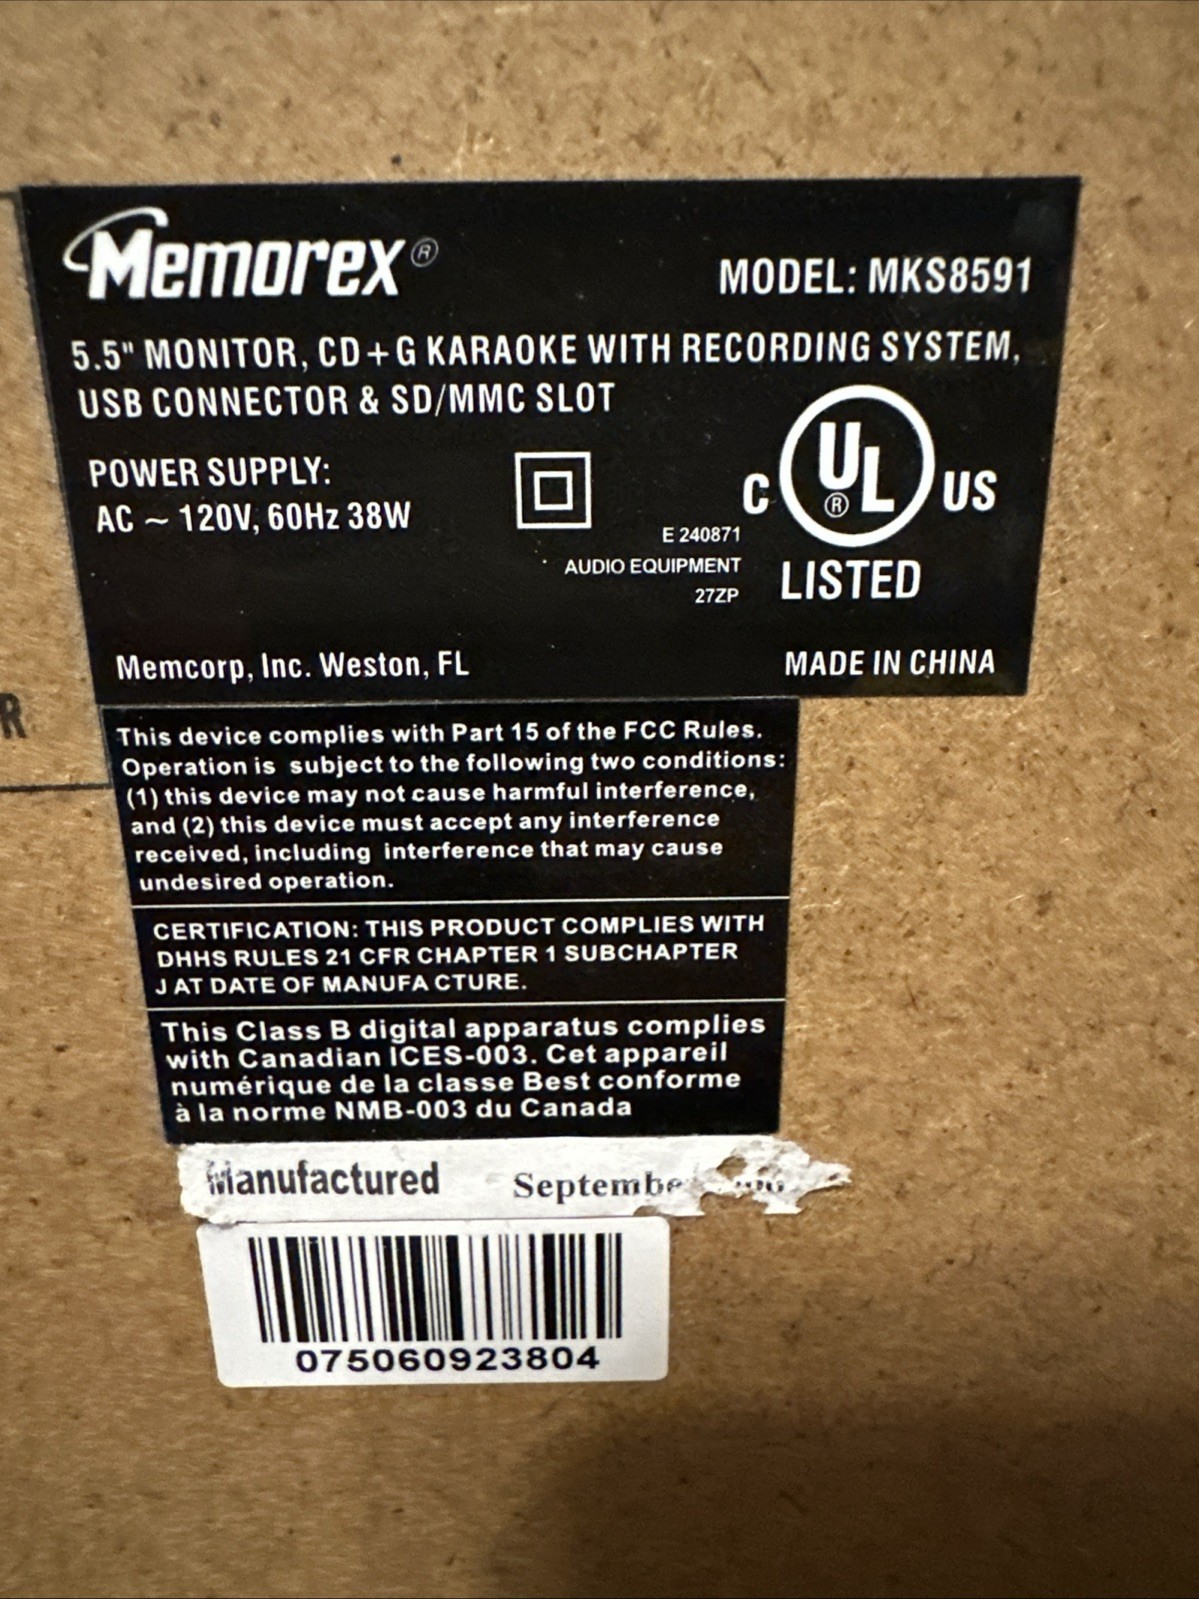 Memorex®
MODEL: MKS8591
5.5" MONITOR, CD+G KARAOKE WITH RECORDING SYSTEM,
USB CONNECTOR & SD/MMC SLOT
POWER SUPPLY:
AC ~ 120V, 60Hz 38W
C UL® US
LISTED
E 240871
AUDIO EQUIPMENT
27ZP
Memcorp, Inc. Weston, FL
MADE IN CHINA
R
This device complies with Part 15 of the FCC Rules.
Operation is subject to the following two conditions:
(1) this device may not cause harmful interference,
and (2) this device must accept any interference
received, including interference that may cause
undesired operation.
CERTIFICATION: THIS PRODUCT COMPLIES WITH
DHHS RULES 21 CFR CHAPTER 1 SUBCHAPTER
J AT DATE OF MANUFA CTURE.
This Class B digital apparatus complies
with Canadian ICES-003. Cet appareil
numérique de la classe Best conforme
à la norme NMB-003 du Canada
Manufactured Septembe
075060923804